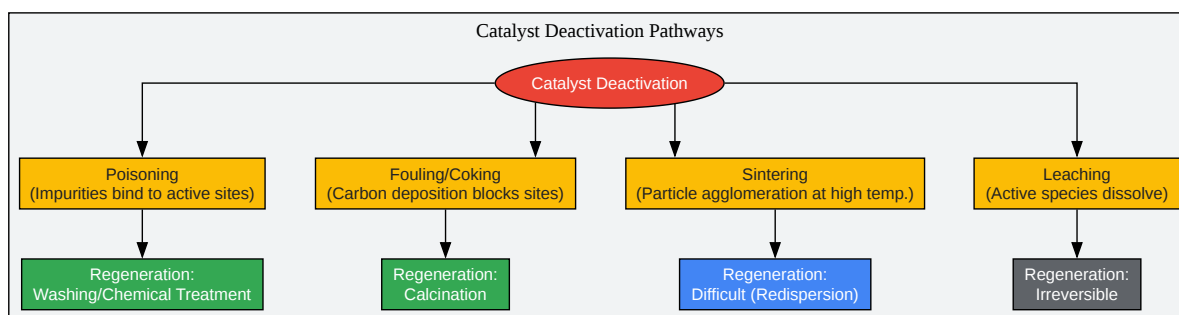 Catalyst Deactivation Pathways
Catalyst Deactivation
Poisoning
(Impurities bind to active sites)
Fouling/Coking
(Carbon deposition blocks sites)
Sintering
(Particle agglomeration at high temp.)
Leaching
(Active species dissolve)
Regeneration:
Washing/Chemical Treatment
Regeneration:
Calcination
Regeneration:
Difficult (Redispersion)
Regeneration:
Irreversible